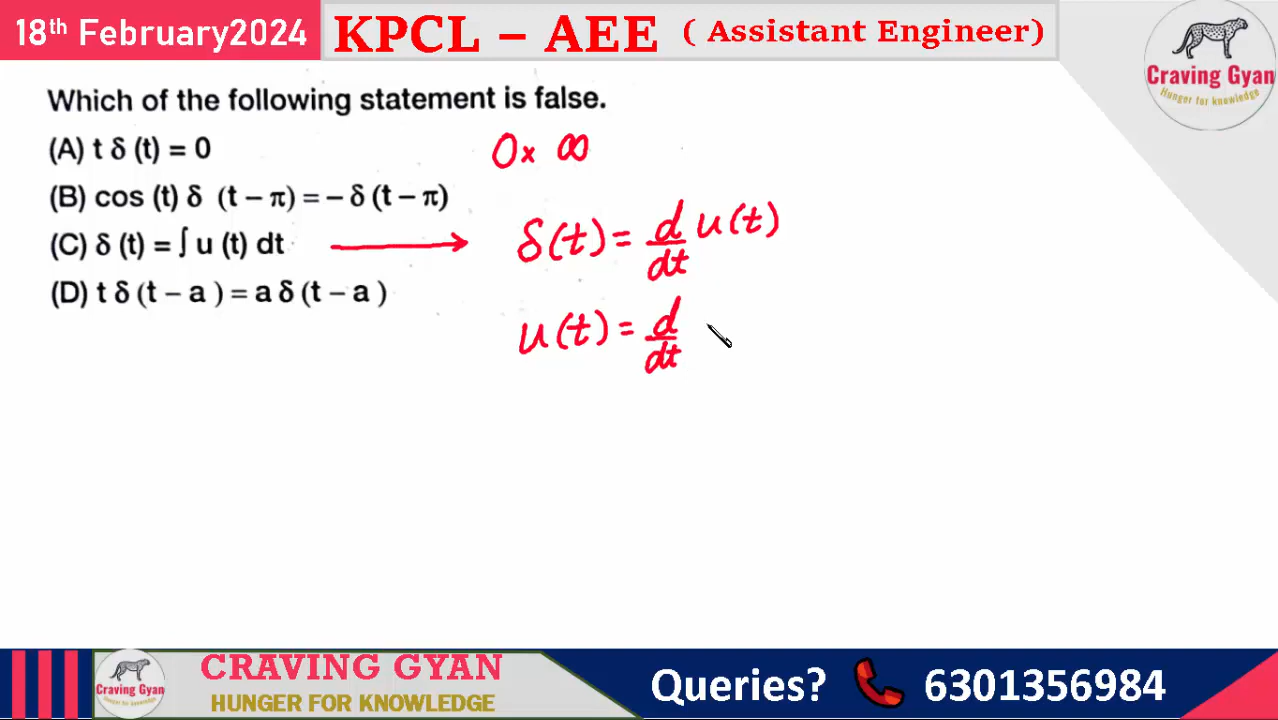 18th February2024
KPCL – AEE ( Assistant Engineer)
Craving Gyan
Hunger for knowledge
Which of the following statement is false.
(A) t δ (t) = 0
0× ∞
(B) cos (t) δ (t – π) = – δ (t – π)
(C) δ (t) = ∫ u (t) dt
δ(t) = d/dt u(t)
(D) t δ (t – a ) = a δ (t – a )
u(t) = d/dt
Craving Gyan
CRAVING GYAN
HUNGER FOR KNOWLEDGE
Queries? 6301356984